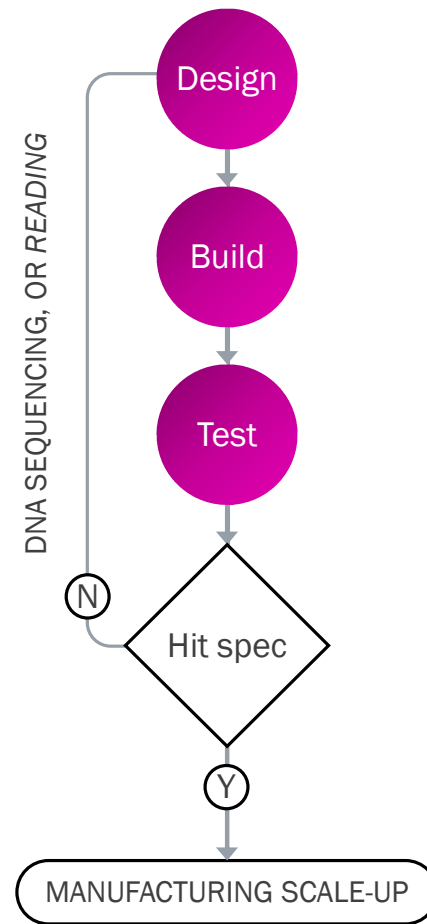 Design
Build
Test
DNA SEQUENCING, OR READING
N
Hit spec
Y
MANUFACTURING SCALE-UP